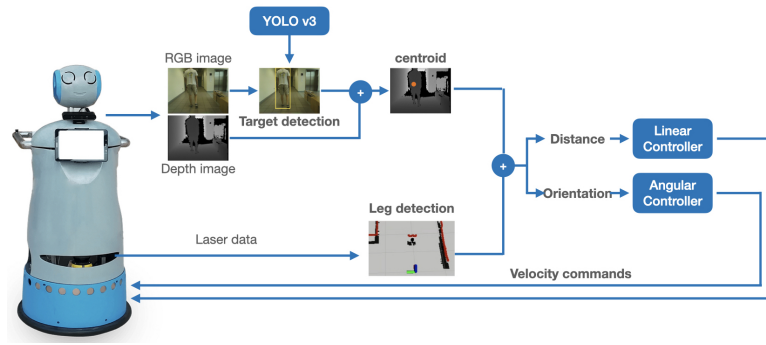 YOLO v3
RGB image
centroid
+
Target detection
Depth image
+
Distance
Linear
Controller
Orientation
Angular
Controller
Leg detection
Laser data
Velocity commands